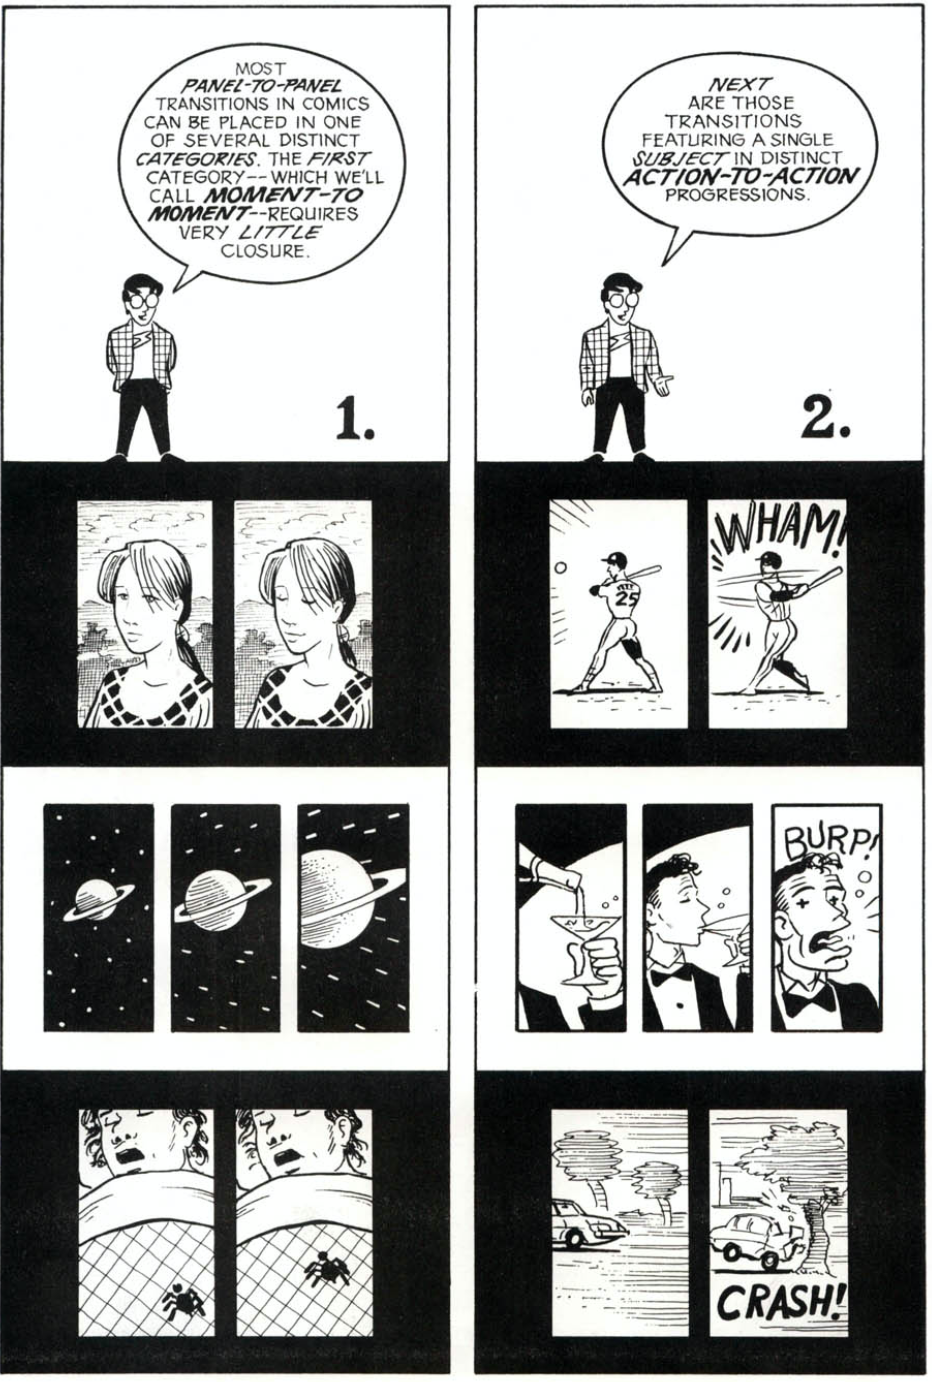 MOST
PANEL-TO-PANEL
TRANSITIONS IN COMICS
CAN BE PLACED IN ONE
OF SEVERAL DISTINCT
CATEGORIES. THE FIRST
CATEGORY--WHICH WE'LL
CALL MOMENT-TO
MOMENT--REQUIRES
VERY LITTLE
CLOSURE.
1.
NEXT
ARE THOSE
TRANSITIONS
FEATURING A SINGLE
SUBJECT IN DISTINCT
ACTION-TO-ACTION
PROGRESSIONS.
2.
25
WHAM!
BURP!
CRASH!